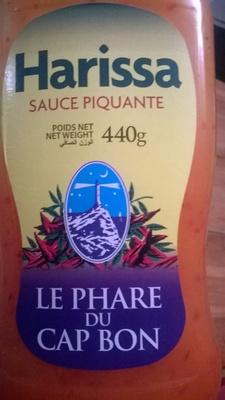 Harissa
SAUCE PIQUANTE
POIDS NET
NET WEIGHT
الوزن الصافي
440g
LE PHARE
DU
CAP BON